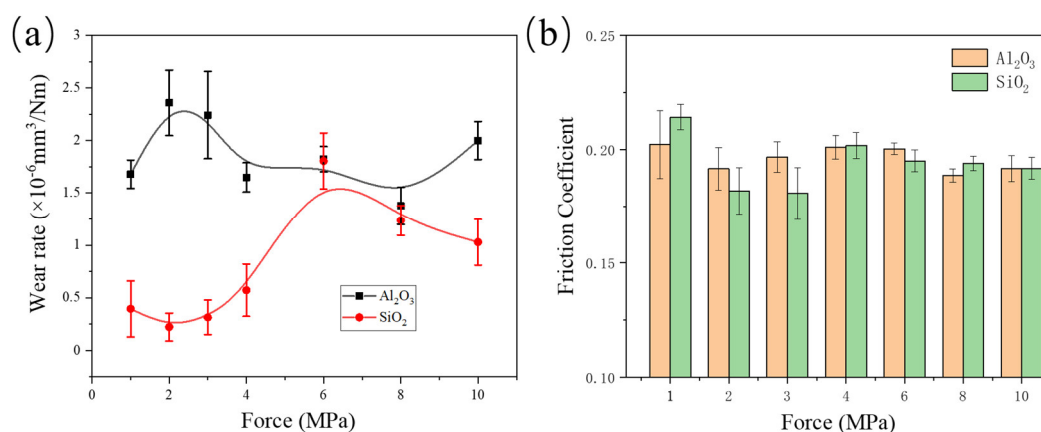 (a)
3
2.5
2
1.5
1
0.5
0
Wear rate (×10⁻⁶mm³/Nm)
Al₂O₃
SiO₂
0 2 4 6 8 10
Force (MPa)
(b)
0.25
0.20
0.15
0.10
Friction Coefficient
Al₂O₃
SiO₂
1 2 3 4 6 8 10
Force (MPa)